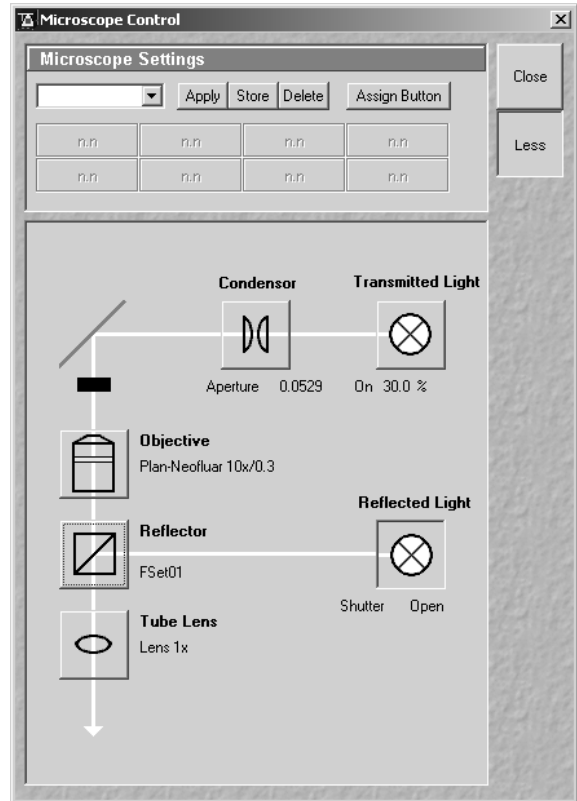 Microscope Control
Microscope Settings
Close
Apply Store Delete Assign Button
n.n n.n n.n n.n
Less
n.n n.n n.n n.n
Condensor Transmitted Light
Aperture 0.0529 On 30.0 %
Objective
Plan-Neofluar 10x/0.3
Reflected Light
Reflector
FSet01
Shutter Open
Tube Lens
Lens 1x